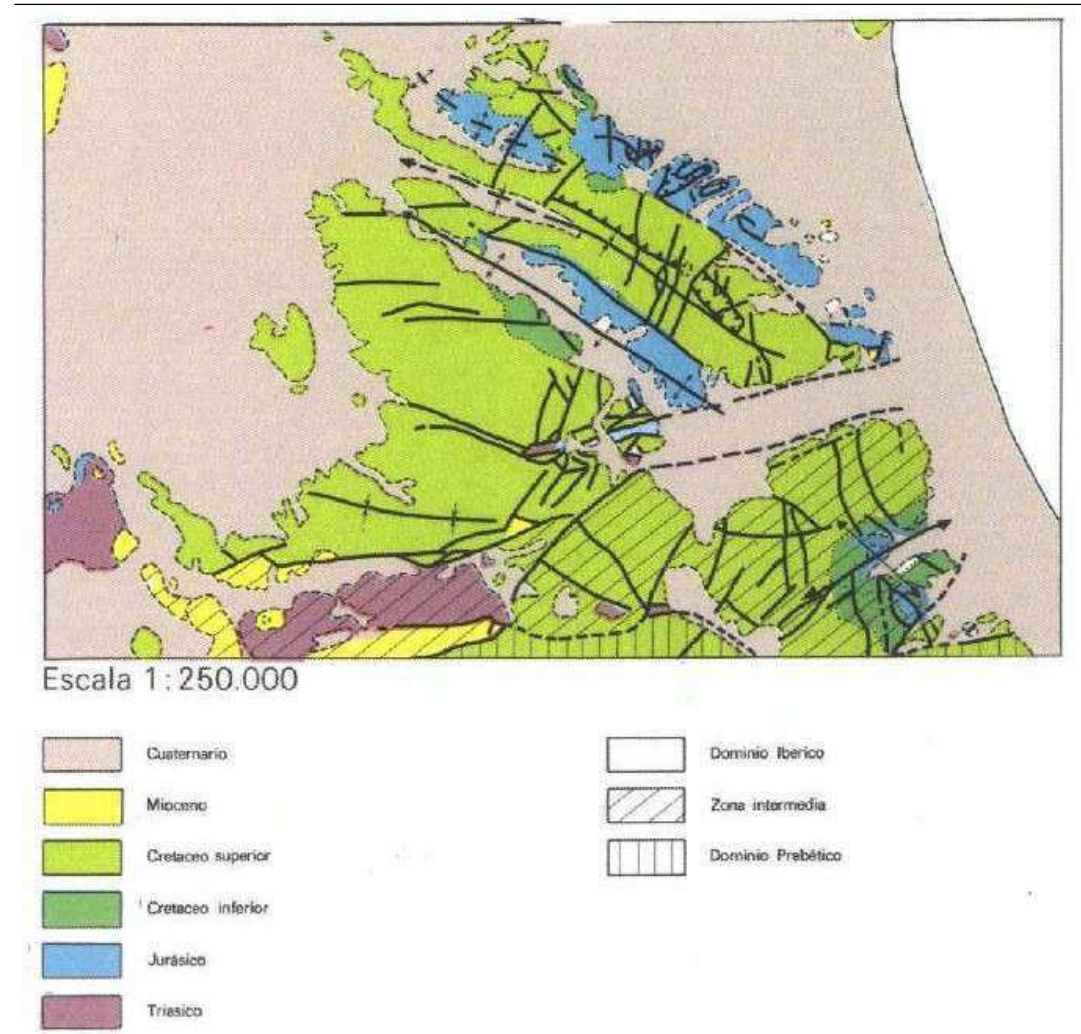 Escala 1:250.000
Cuaternario
Mioceno
Cretaceo superior
Cretaceo inferior
Jurásico
Triasico
Dominio Iberico
Zona intermedia
Dominio Prebético